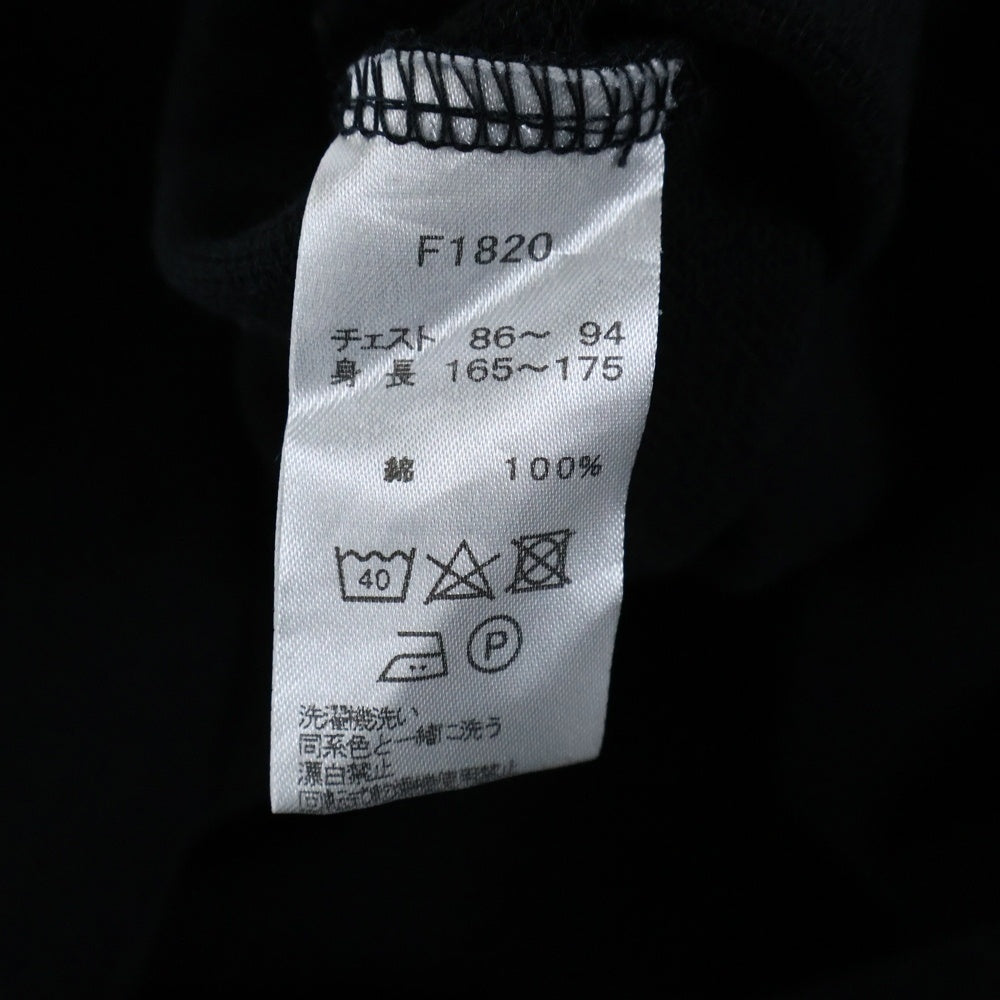 F1820
チェスト 86～ 94
身 長 165～175
綿 100%
40
P
洗濯機洗い
同系色と一緒に洗う
漂白禁止